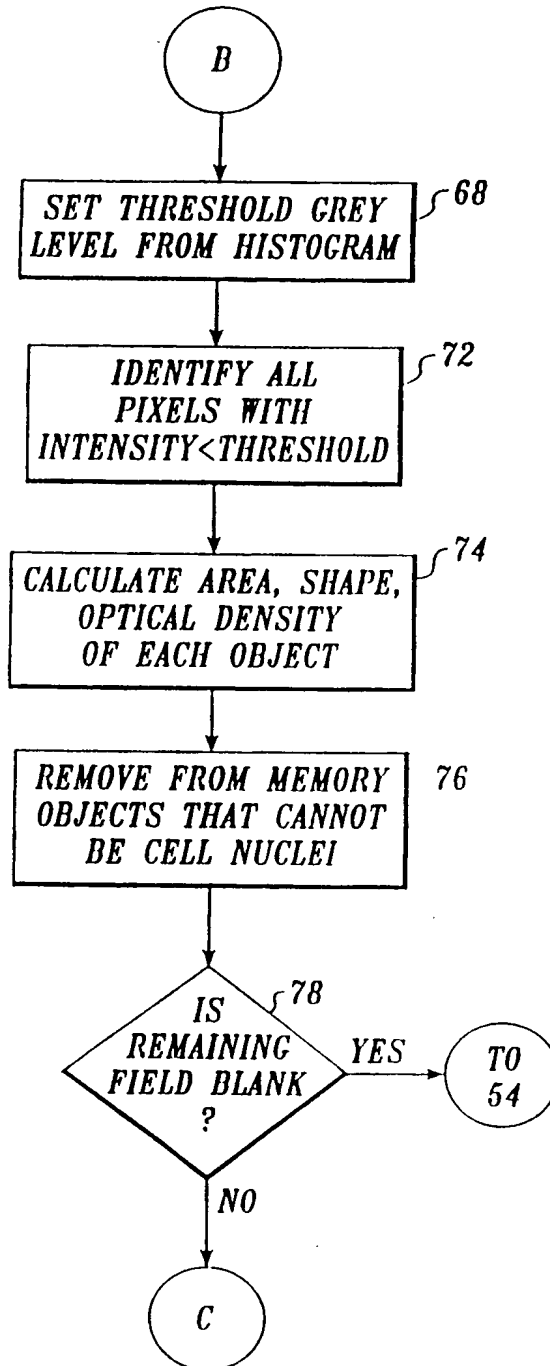 B
SET THRESHOLD GREY
LEVEL FROM HISTOGRAM
68
IDENTIFY ALL
PIXELS WITH
INTENSITY<THRESHOLD
72
CALCULATE AREA, SHAPE,
OPTICAL DENSITY
OF EACH OBJECT
74
REMOVE FROM MEMORY
OBJECTS THAT CANNOT
BE CELL NUCLEI
76
IS
REMAINING
FIELD BLANK
?
78
YES
TO
54
NO
C